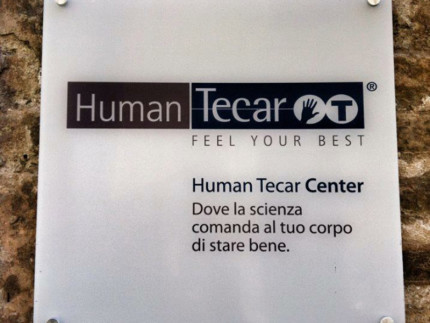 Human Tecar T ®
FEEL YOUR BEST
Human Tecar Center
Dove la scienza
comanda al tuo corpo
di stare bene.